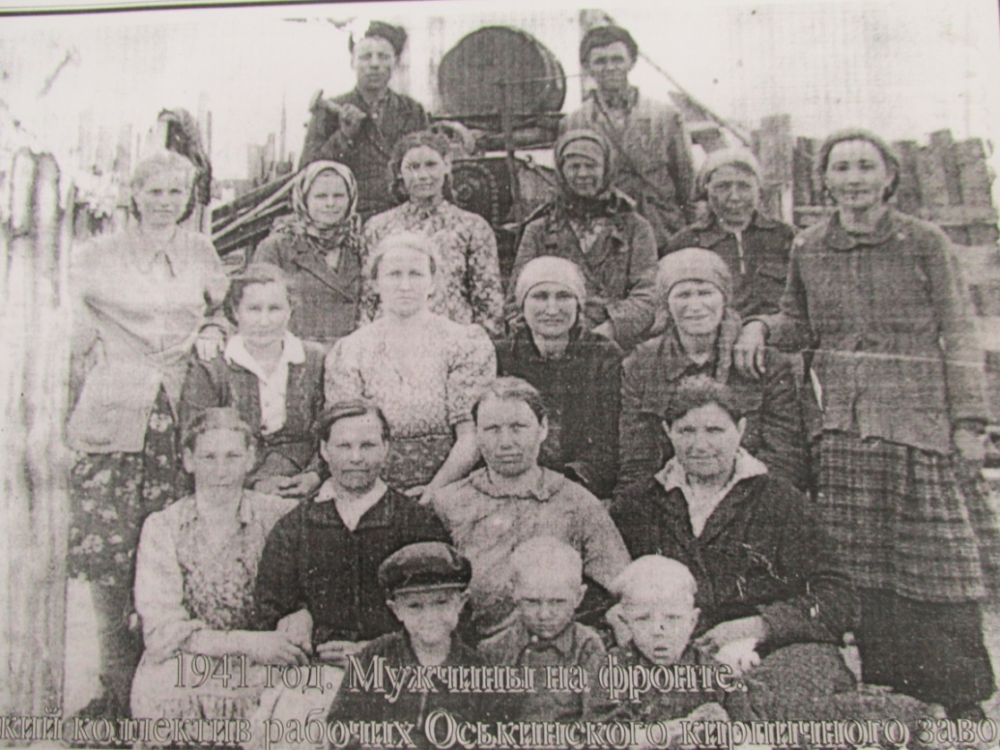 1941 год. Мужчины на фронте.
кий коллектив рабочих Оськинского кирпичного заво